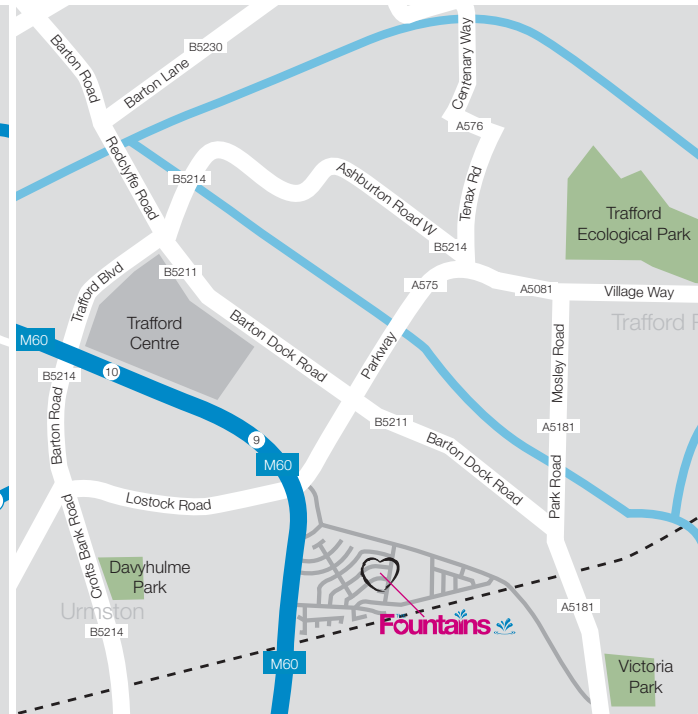 Barton Road
B5230
Barton Lane
Centenary Way
A576
Redclyffe Road
B5214
Ashburton Road W
Tenax Rd
Trafford
Ecological Park
B5214
B5211
Trafford Blvd
A575
A5081
Village Way
Trafford
Trafford
Centre
M60
Barton Dock Road
Parkway
Mosley Road
10
B5214
Barton Road
B5211
A5181
9
M60
Barton Dock Road
Park Road
Lostock Road
Crofts Bank Road
Davyhulme
Park
Urmston
B5214
Fountains
A5181
M60
Victoria
Park